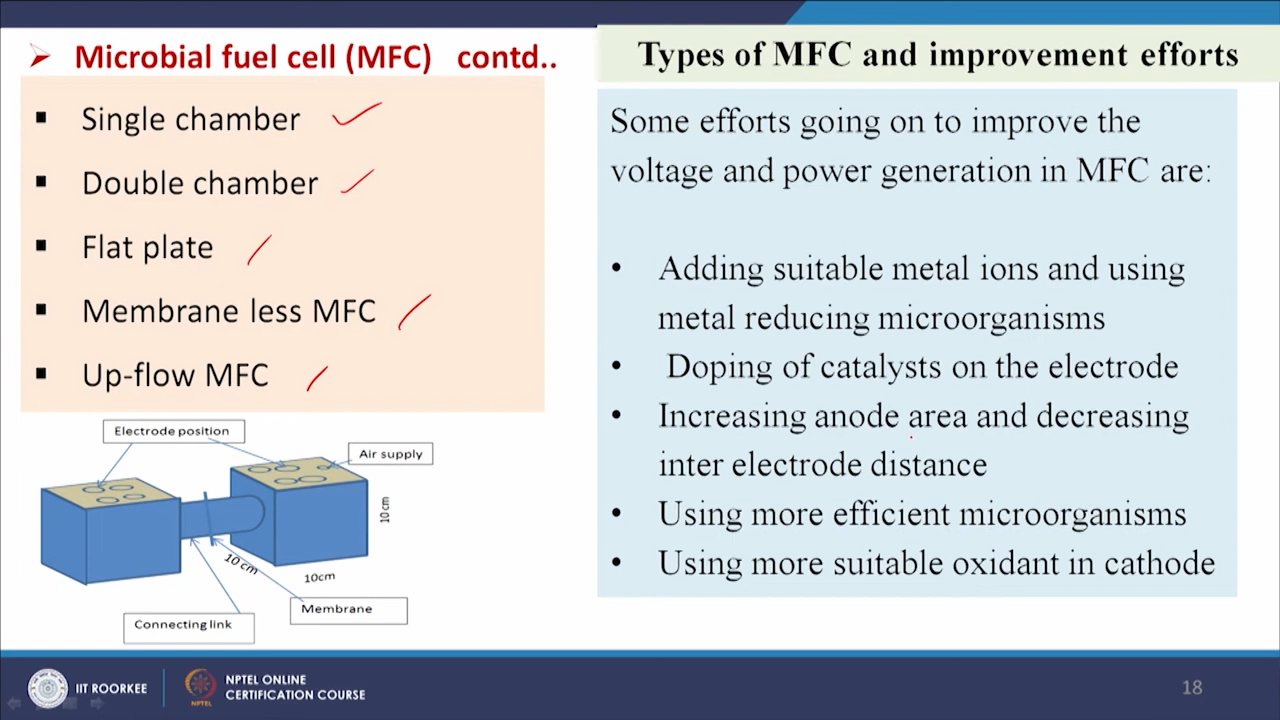 Microbial fuel cell (MFC) contd..
Single chamber
Double chamber
Flat plate
Membrane less MFC
Up-flow MFC
Electrode position
Air supply
10 cm
10 cm
10cm
Membrane
Connecting link
Types of MFC and improvement efforts
Some efforts going on to improve the
voltage and power generation in MFC are:
• Adding suitable metal ions and using
metal reducing microorganisms
• Doping of catalysts on the electrode
• Increasing anode area and decreasing
inter electrode distance
• Using more efficient microorganisms
• Using more suitable oxidant in cathode
IIT ROORKEE
NPTEL
NPTEL ONLINE
CERTIFICATION COURSE
18